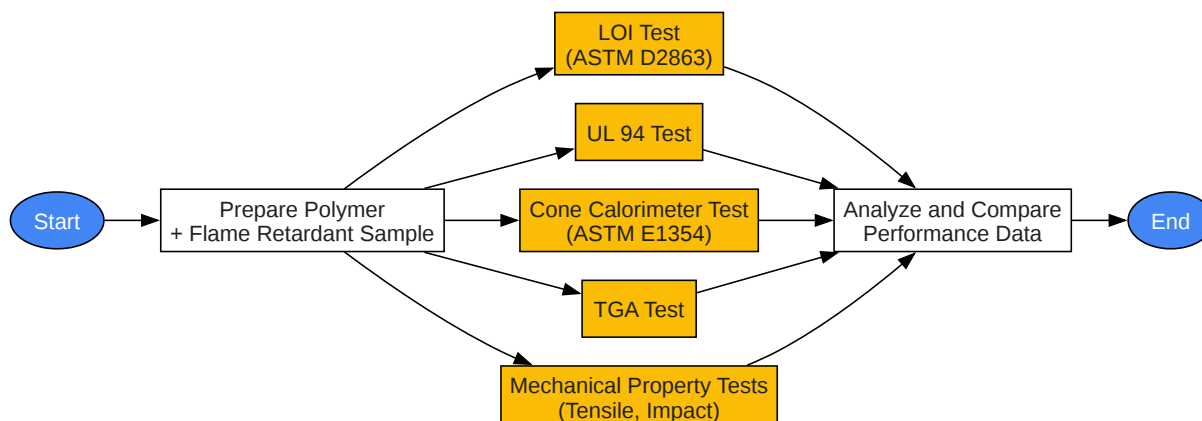 Start
Prepare Polymer
+ Flame Retardant Sample
LOI Test
(ASTM D2863)
UL 94 Test
Cone Calorimeter Test
(ASTM E1354)
TGA Test
Mechanical Property Tests
(Tensile, Impact)
Analyze and Compare
Performance Data
End